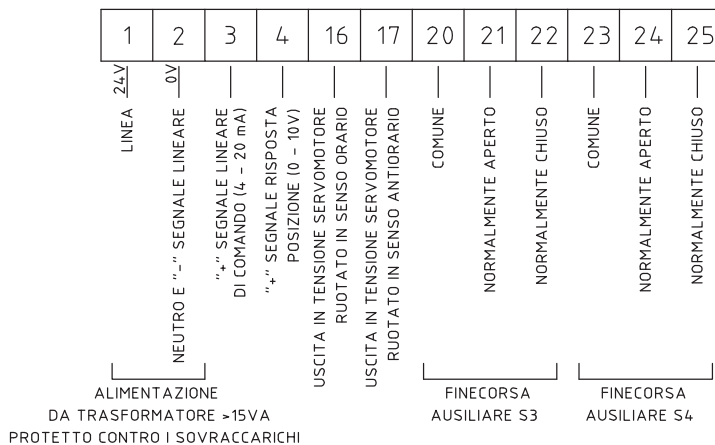 1 2 3 4 16 17 20 21 22 23 24 25
24V
LINEA
0V
NEUTRO E "-" SEGNALE LINEARE
"+" SEGNALE LINEARE
DI COMANDO (4 - 20 mA)
"+" SEGNALE RISPOSTA
POSIZIONE (0 - 10V)
USCITA IN TENSIONE SERVOMOTORE
RUOTATO IN SENSO ORARIO
USCITA IN TENSIONE SERVOMOTORE
RUOTATO IN SENSO ANTIORARIO
COMUNE
NORMALMENTE APERTO
NORMALMENTE CHIUSO
COMUNE
NORMALMENTE APERTO
NORMALMENTE CHIUSO
ALIMENTAZIONE
DA TRASFORMATORE >15VA
PROTETTO CONTRO I SOVRACCARICHI
FINECORSA
AUSILIARE S3
FINECORSA
AUSILIARE S4